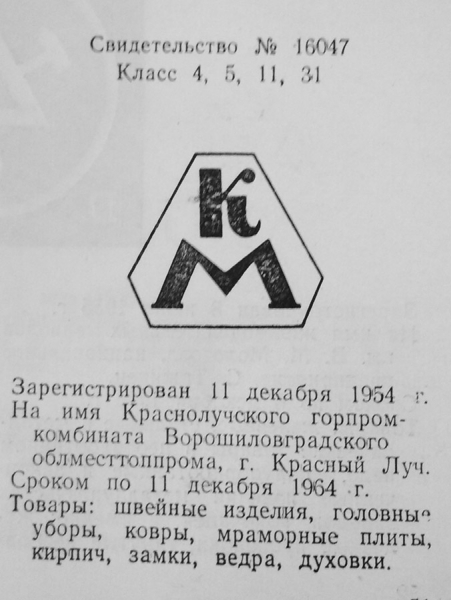 Свидетельство № 16047
Класс 4, 5, 11, 31
К
М
Зарегистрирован 11 декабря 1954 г.
На имя Краснолучского горпром-
комбината Ворошиловградского
облместтоппрома, г. Красный Луч.
Сроком по 11 декабря 1964 г.
Товары: швейные изделия, головные
уборы, ковры, мраморные плиты,
кирпич, замки, ведра, духовки.